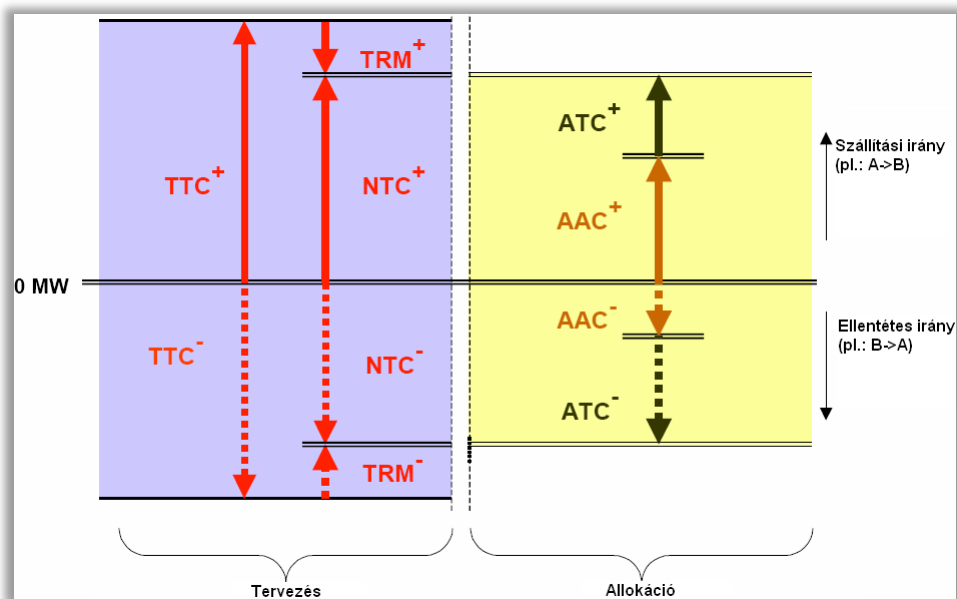 TRM+
ATC+
Szállítási irány
(pl.: A->B)
TTC+
NTC+
AAC+
0 MW
AAC-
Ellentétes irány
(pl.: B->A)
TTC-
NTC-
ATC-
TRM-
Tervezés
Allokáció